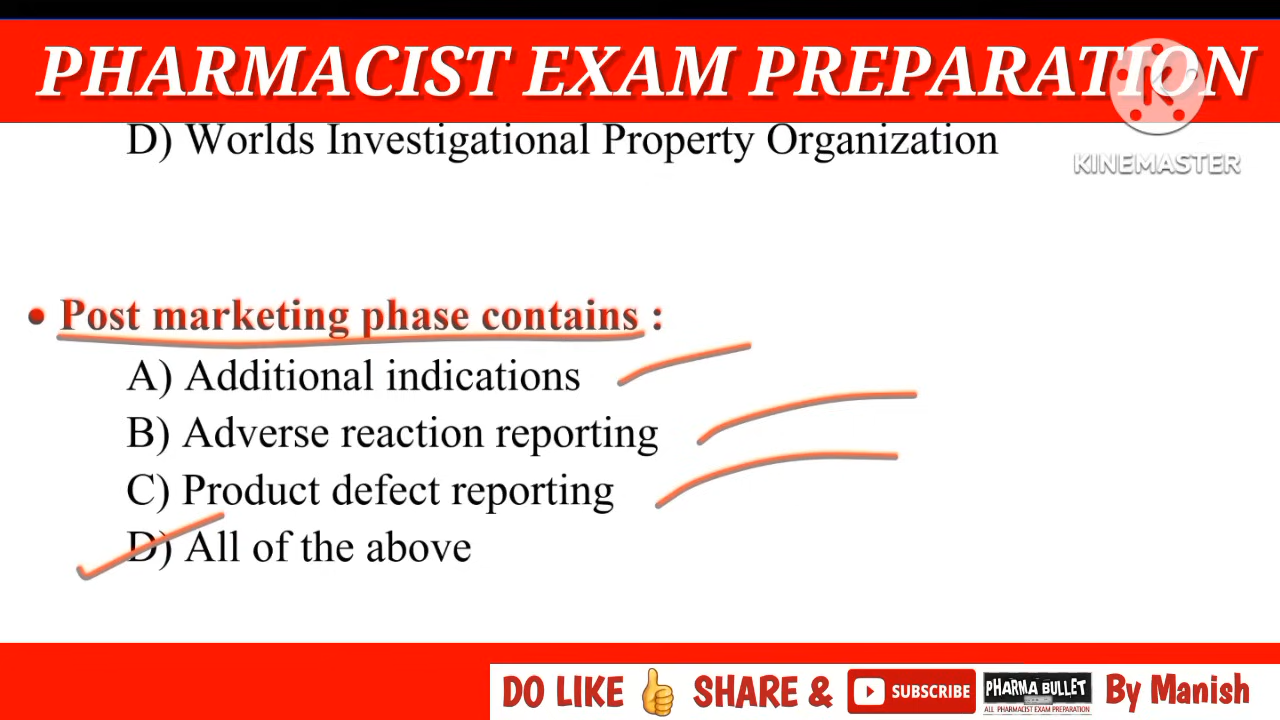 PHARMACIST EXAM PREPARATION
KINEMASTER
D) Worlds Investigational Property Organization
• Post marketing phase contains :
A) Additional indications
B) Adverse reaction reporting
C) Product defect reporting
D) All of the above
DO LIKE 👍 SHARE & SUBSCRIBE PHARMA BULLET By Manish
ALL PHARMACIST EXAM PREPARATION